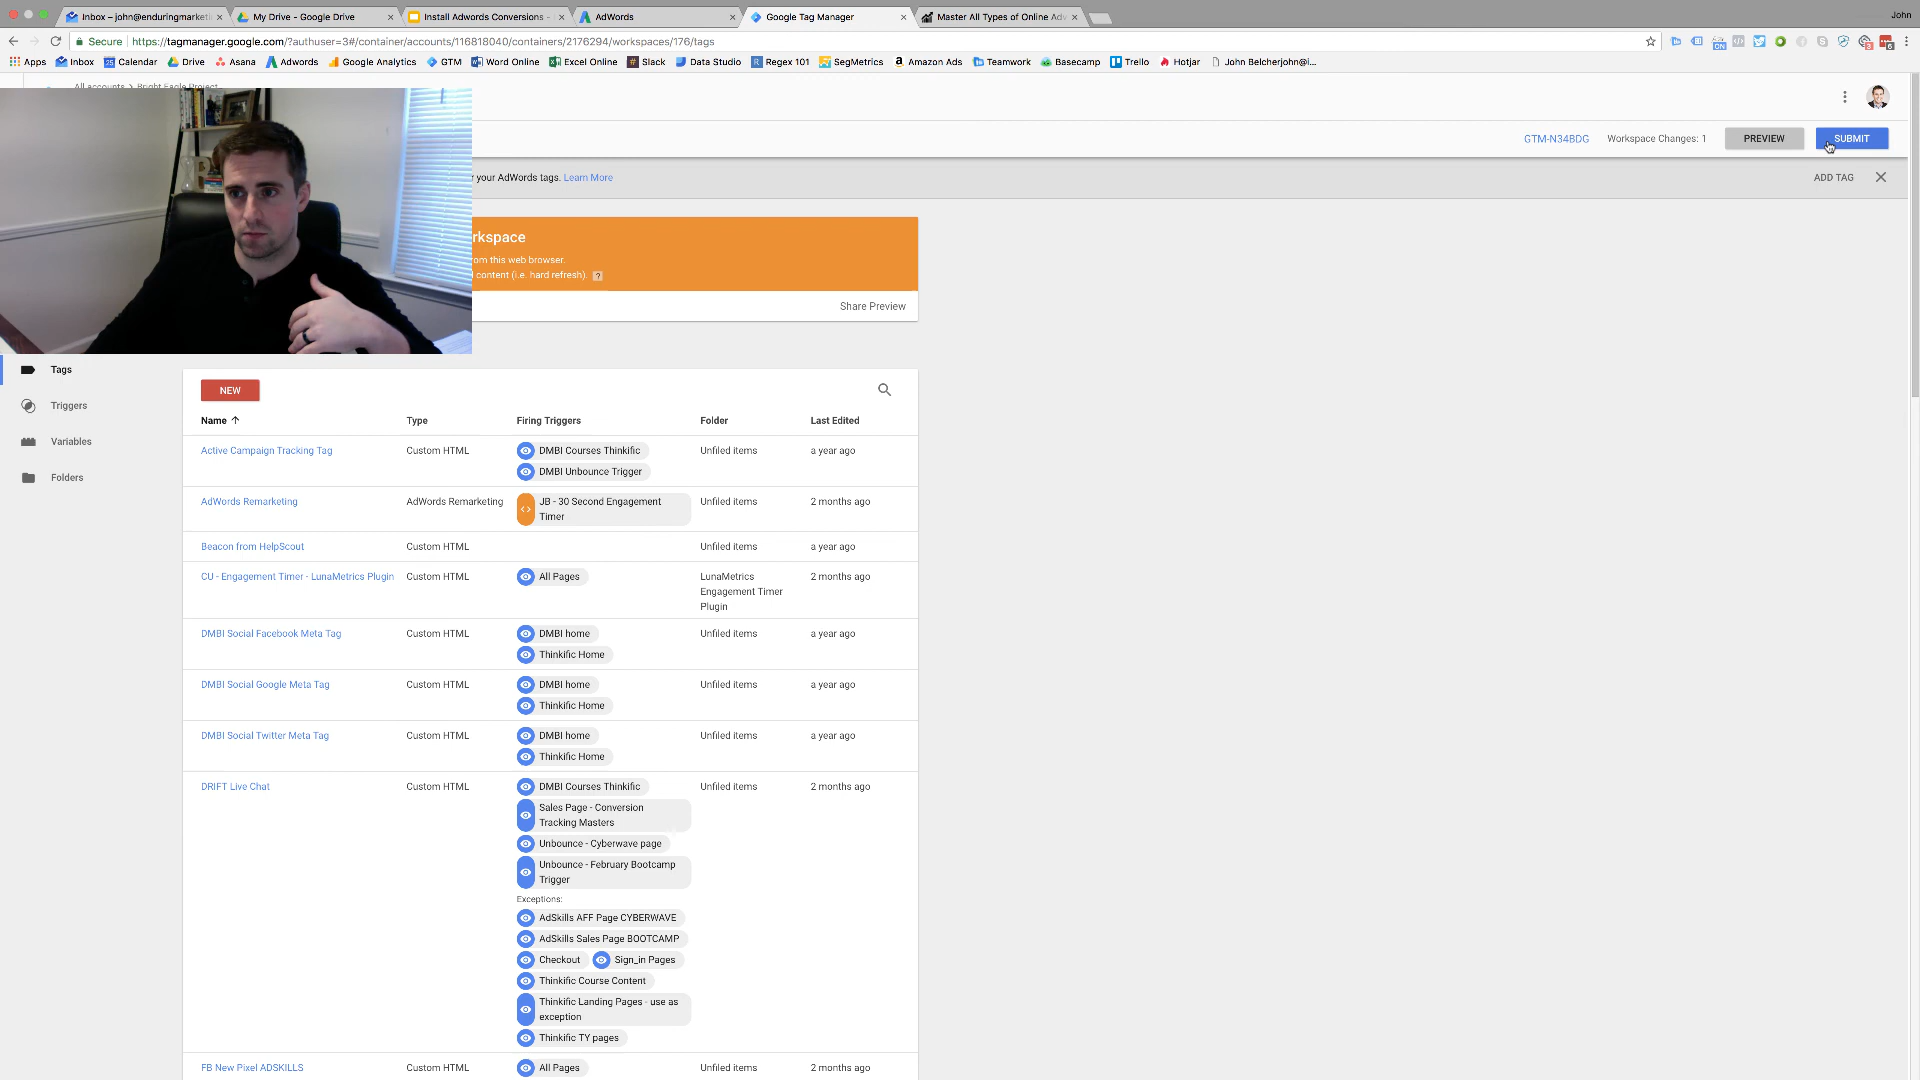 Inbox – john@enduringmarketi
My Drive - Google Drive
Install Adwords Conversions -
AdWords
Google Tag Manager
Master All Types of Online Adv
John
Secure
https://tagmanager.google.com/?authuser=3#/container/accounts/116818040/containers/2176294/workspaces/176/tags
Apps
Inbox
Calendar
Drive
Asana
Adwords
Google Analytics
GTM
Word Online
Excel Online
Slack
Data Studio
Regex 101
SegMetrics
Amazon Ads
Teamwork
Basecamp
Trello
Hotjar
John Belcherjohn@i...
All accounts > Bright Eagle Project
GTM-N34BDG
Workspace Changes: 1
PREVIEW
SUBMIT
your AdWords tags. Learn More
ADD TAG
rkspace
om this web browser.
content (i.e. hard refresh). ?
Share Preview
Tags
Triggers
Variables
Folders
NEW
Name Type Firing Triggers Folder Last Edited
Active Campaign Tracking Tag Custom HTML DMBI Courses Thinkific Unfiled items a year ago
DMBI Unbounce Trigger
AdWords Remarketing AdWords Remarketing JB - 30 Second Engagement Unfiled items 2 months ago
Timer
Beacon from HelpScout Custom HTML Unfiled items a year ago
CU - Engagement Timer - LunaMetrics Plugin Custom HTML All Pages LunaMetrics 2 months ago
Engagement Timer
Plugin
DMBI Social Facebook Meta Tag Custom HTML DMBI home Unfiled items a year ago
Thinkific Home
DMBI Social Google Meta Tag Custom HTML DMBI home Unfiled items a year ago
Thinkific Home
DMBI Social Twitter Meta Tag Custom HTML DMBI home Unfiled items a year ago
Thinkific Home
DRIFT Live Chat Custom HTML DMBI Courses Thinkific Unfiled items 2 months ago
Sales Page - Conversion
Tracking Masters
Unbounce - Cyberwave page
Unbounce - February Bootcamp
Trigger
Exceptions:
AdSkills AFF Page CYBERWAVE
AdSkills Sales Page BOOTCAMP
Checkout Sign_in Pages
Thinkific Course Content
Thinkific Landing Pages - use as
exception
Thinkific TY pages
FB New Pixel ADSKILLS Custom HTML All Pages Unfiled items 2 months ago